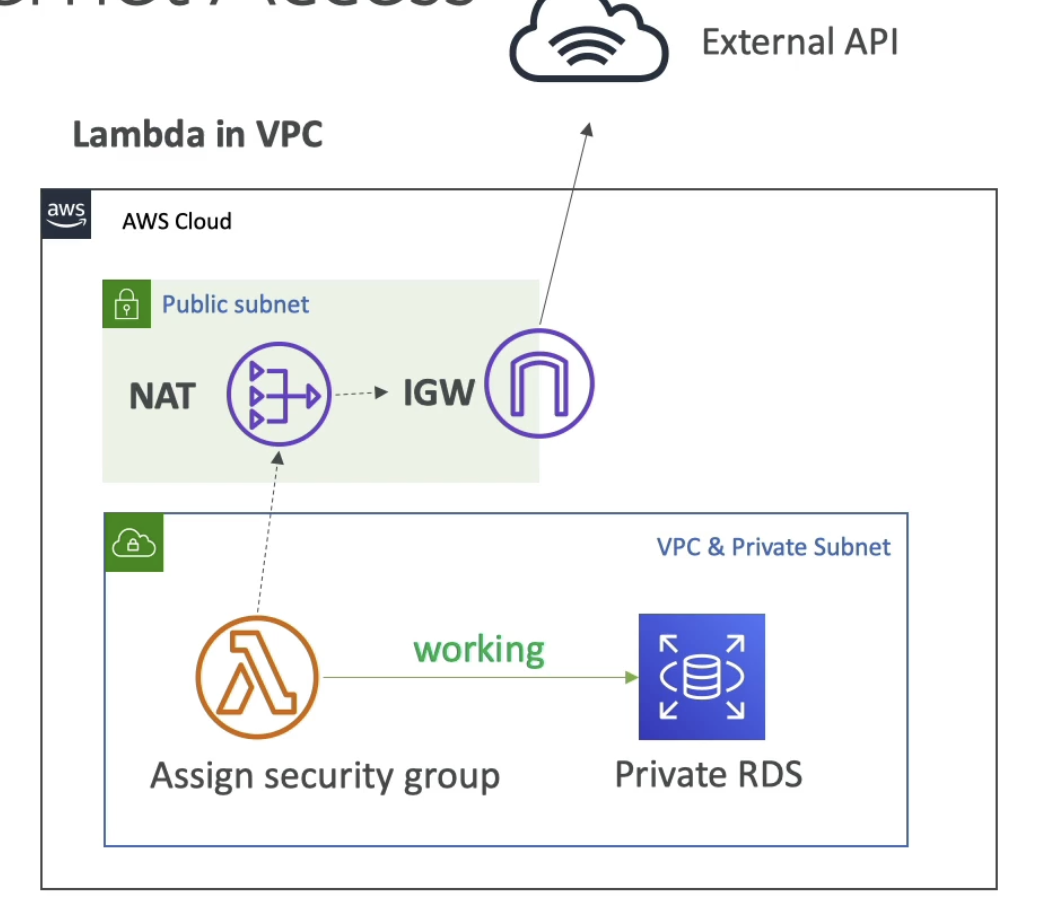 Access
External API
Lambda in VPC
aws
AWS Cloud
Public subnet
NAT
IGW
VPC & Private Subnet
working
Assign security group
Private RDS